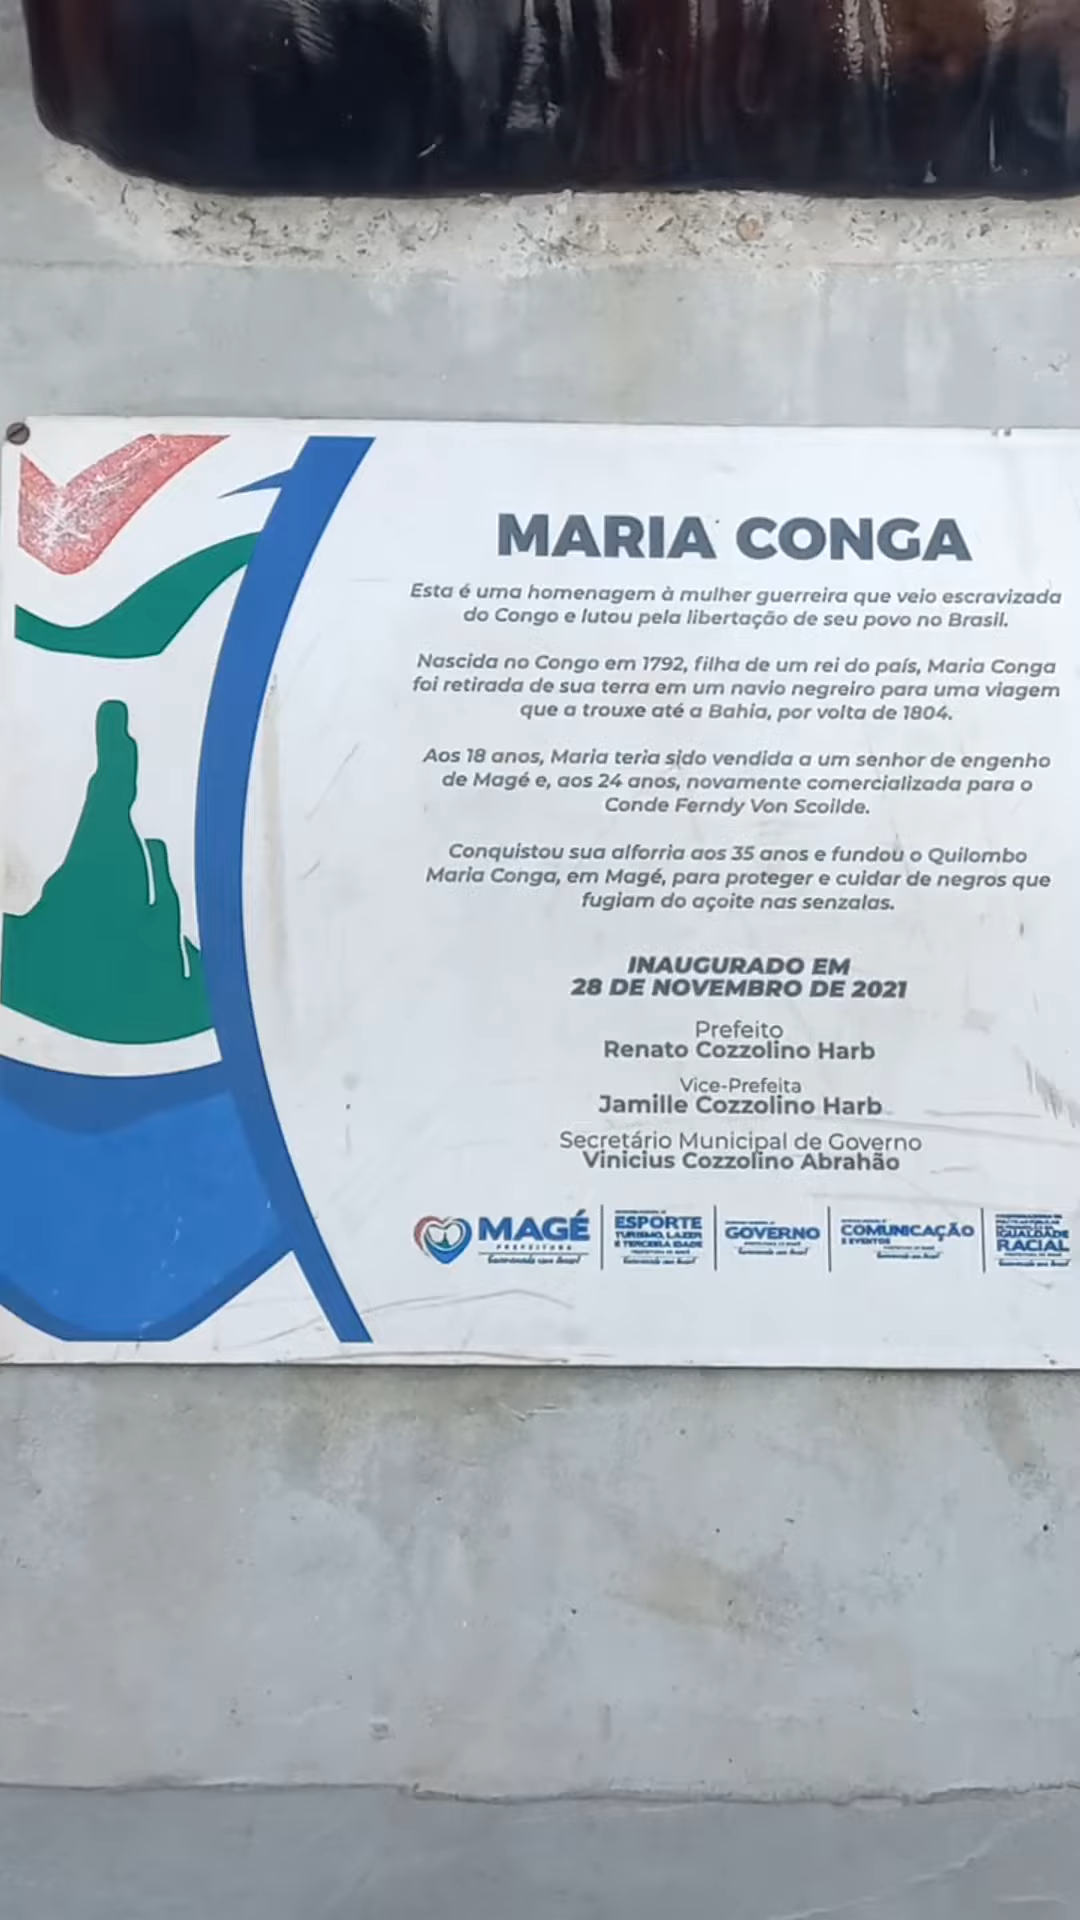 MARIA CONGA
Esta é uma homenagem à mulher guerreira que veio escravizada
do Congo e lutou pela libertação de seu povo no Brasil.
Nascida no Congo em 1792, filha de um rei do país, Maria Conga
foi retirada de sua terra em um navio negreiro para uma viagem
que a trouxe até a Bahia, por volta de 1804.
Aos 18 anos, Maria teria sido vendida a um senhor de engenho
de Magé e, aos 24 anos, novamente comercializada para o
Conde Ferndy Von Scoilde.
Conquistou sua alforria aos 35 anos e fundou o Quilombo
Maria Conga, em Magé, para proteger e cuidar de negros que
fugiam do açoite nas senzalas.
INAUGURADO EM
28 DE NOVEMBRO DE 2021
Prefeito
Renato Cozzolino Harb
Vice-Prefeita
Jamille Cozzolino Harb
Secretário Municipal de Governo
Vinicius Cozzolino Abrahão
MAGÉ
PREFEITURA
ESPORTE
TURISMO, LAZER
E TERCEIRA IDADE
GOVERNO
COMUNICAÇÃO
E EVENTOS
IGUALDADE
RACIAL